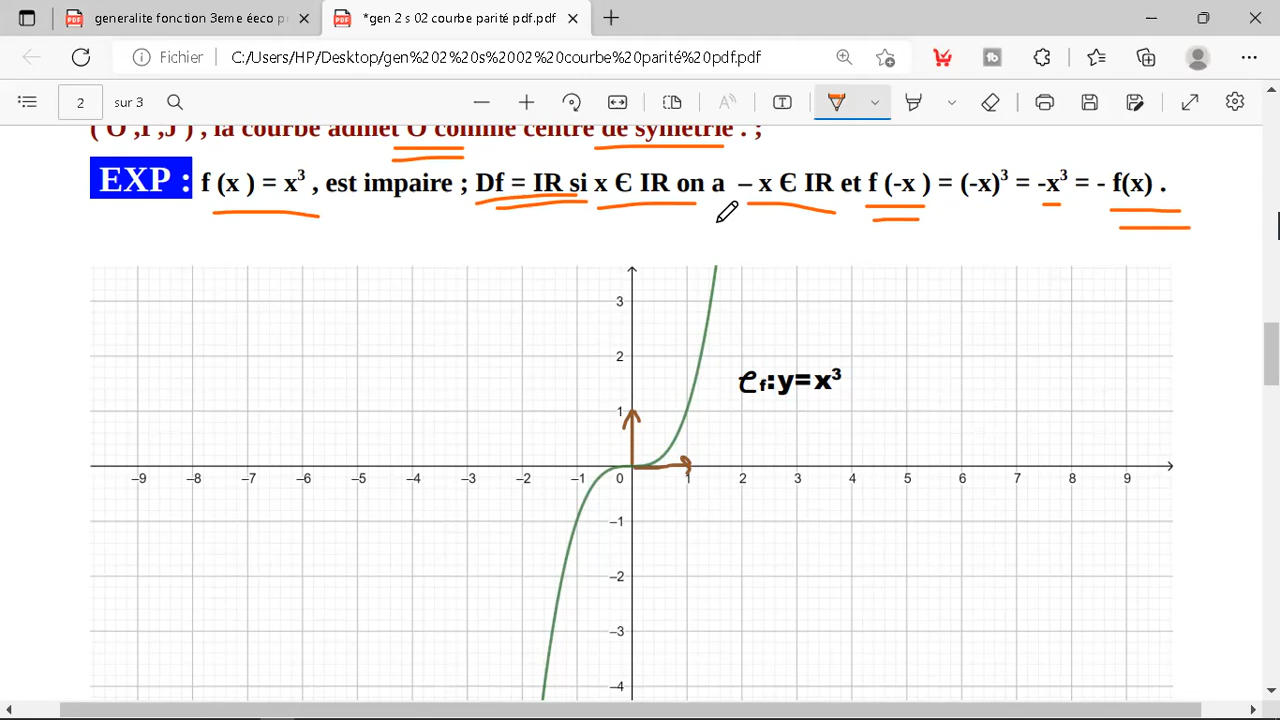 generalite fonction 3eme éeco p
*gen 2 s 02 courbe parité pdf.pdf
Fichier
C:/Users/HP/Desktop/gen%202%20s%2002%20courbe%20parité%20pdf.pdf
2 sur 3
( O ,I ,J ) , la courbe admet O comme centre de symétrie . ;
EXP : f (x ) = x³ , est impaire ; Df = IR si x Є IR on a – x Є IR et f (-x ) = (-x)³ = -x³ = - f(x) .
3
2
𝒞f:y=x³
1
–9 –8 –7 –6 –5 –4 –3 –2 –1 0 1 2 3 4 5 6 7 8 9
–1
–2
–3
–4